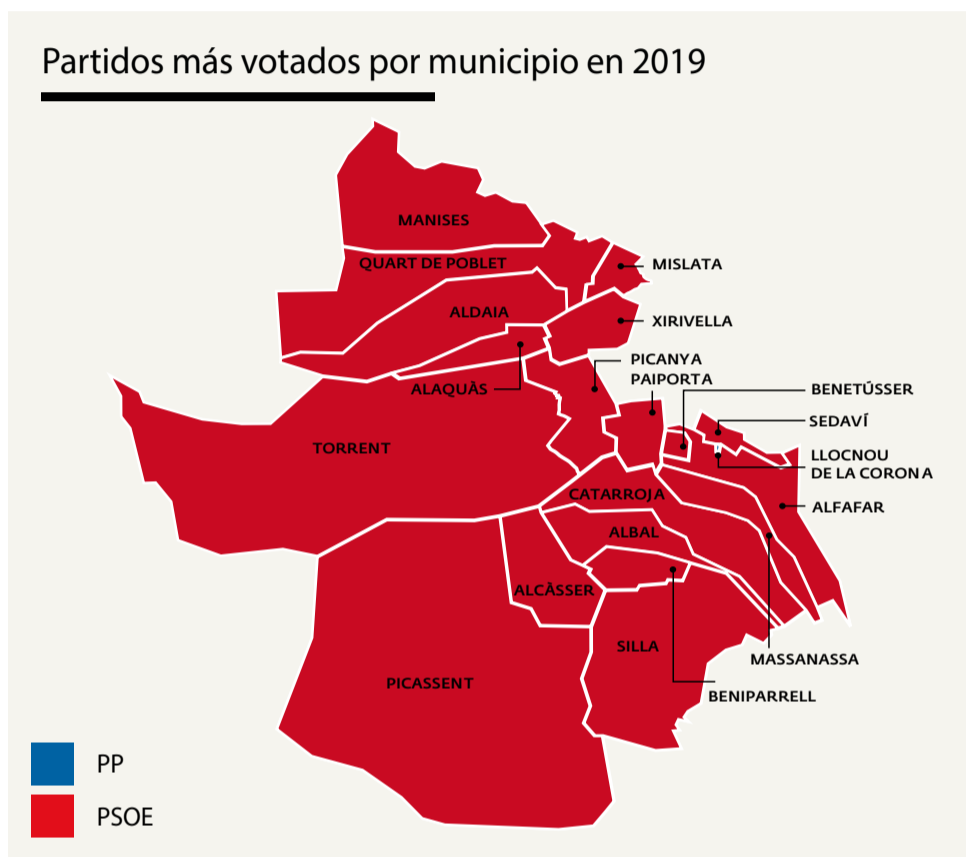 Partidos más votados por municipio en 2019
MANISES
QUART DE POBLET
MISLATA
ALDAIA
XIRIVELLA
PICANYA
PAIPORTA
ALAQUÀS
BENETÚSSER
SEDAVÍ
TORRENT
LLOCNOU
DE LA CORONA
CATARROJA
ALFAFAR
ALBAL
ALCÀSSER
SILLA
MASSANASSA
PICASSENT
BENIPARRELL
PP
PSOE